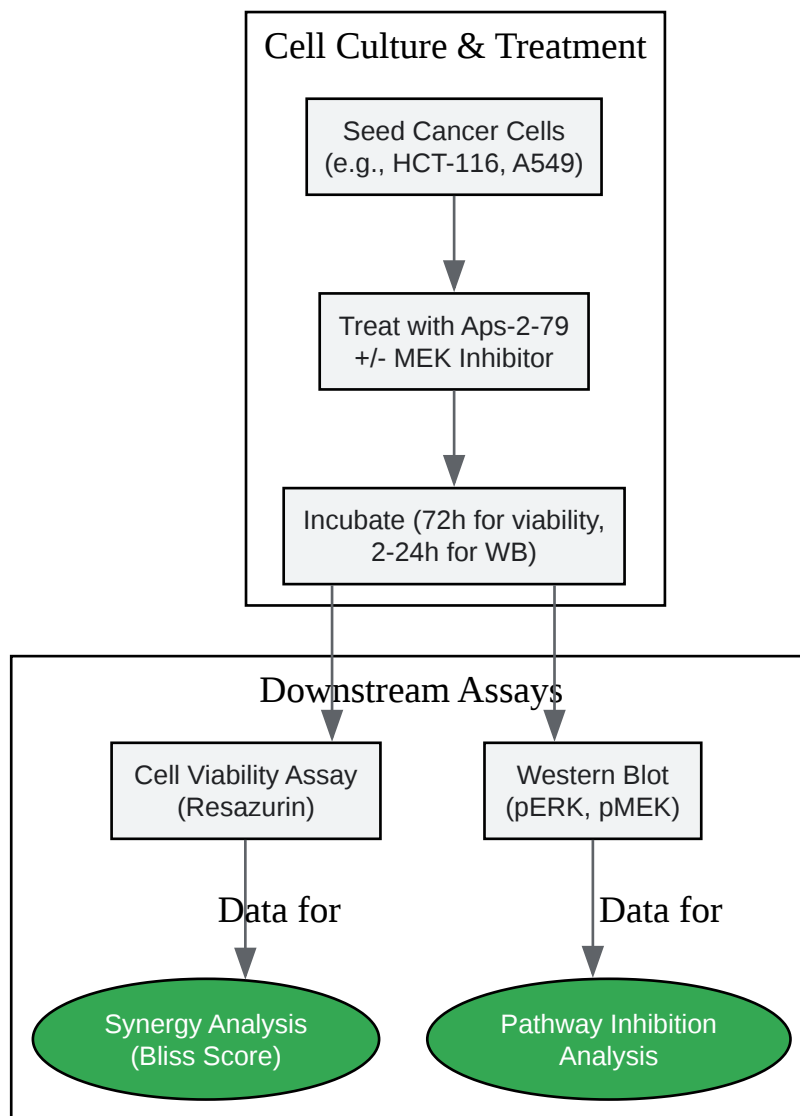 Cell Culture & Treatment
Seed Cancer Cells
(e.g., HCT-116, A549)
Treat with Aps-2-79
+/- MEK Inhibitor
Incubate (72h for viability,
2-24h for WB)
Downstream Assays
Cell Viability Assay
(Resazurin)
Western Blot
(pERK, pMEK)
Data for
Data for
Synergy Analysis
(Bliss Score)
Pathway Inhibition
Analysis